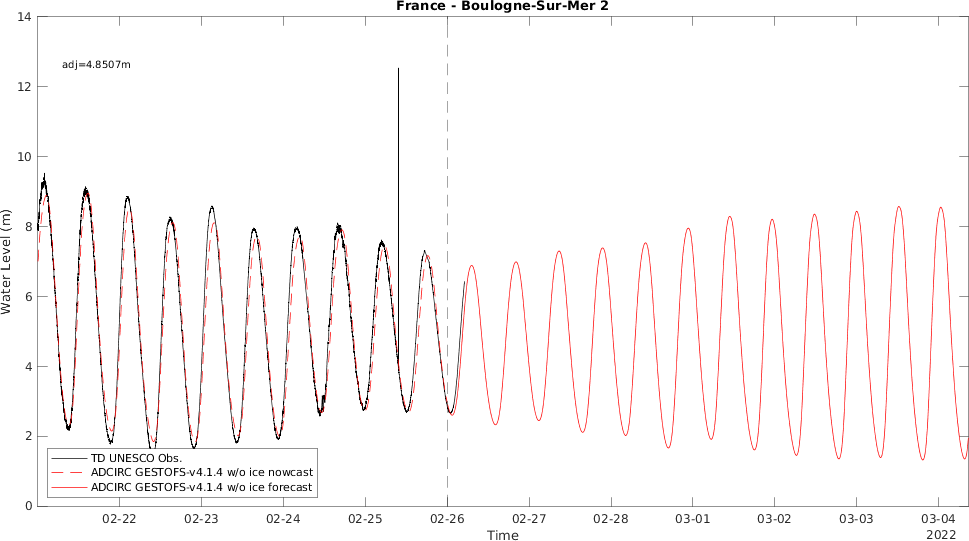 France - Boulogne-Sur-Mer 2
14
12
10
8
6
4
2
0
Water Level (m)
adj=4.8507m
TD UNESCO Obs.
ADCIRC GESTOFS-v4.1.4 w/o ice nowcast
ADCIRC GESTOFS-v4.1.4 w/o ice forecast
02-22 02-23 02-24 02-25 02-26 02-27 02-28 03-01 03-02 03-03 03-04
2022
Time